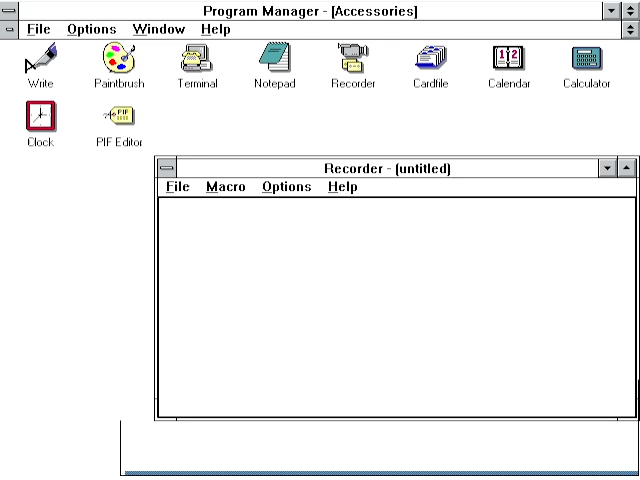 Program Manager - [Accessories]
File Options Window Help
Write Paintbrush Terminal Notepad Recorder Cardfile Calendar Calculator
Clock PIF Editor
Recorder - (untitled)
File Macro Options Help